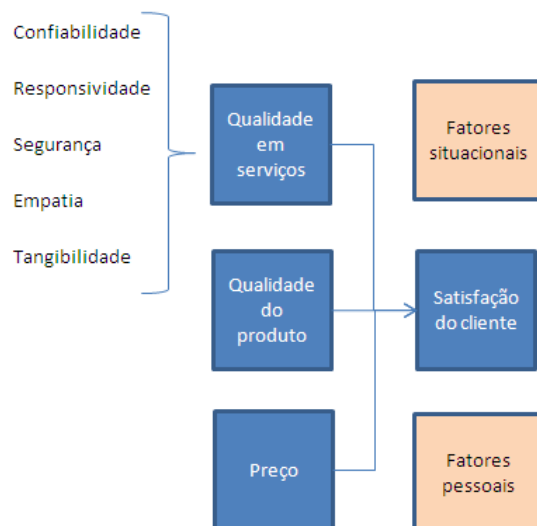 Confiabilidade
Responsividade
Segurança
Empatia
Tangibilidade
Qualidade
em
serviços
Qualidade
do
produto
Preço
Fatores
situacionais
Satisfação
do cliente
Fatores
pessoais